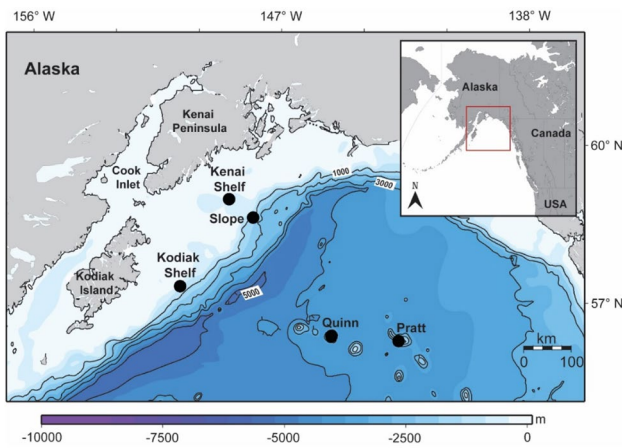 156° W
147° W
138° W
Alaska
Kenai
Peninsula
Cook
Inlet
Kenai
Shelf
Slope
Kodiak
Shelf
Kodiak
Island
1000
3000
5000
Quinn
Pratt
60° N
57° N
km
0 100
Alaska
Canada
USA
N
m
-10000 -7500 -5000 -2500 0